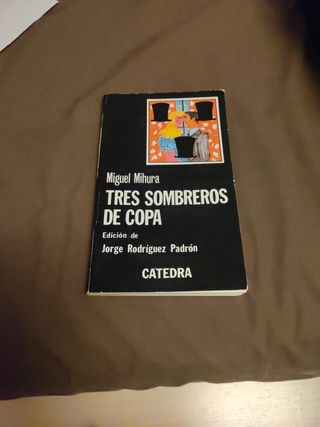 Miguel Mihura
TRES SOMBREROS
DE COPA
Edición de
Jorge Rodríguez Padrón
CATEDRA